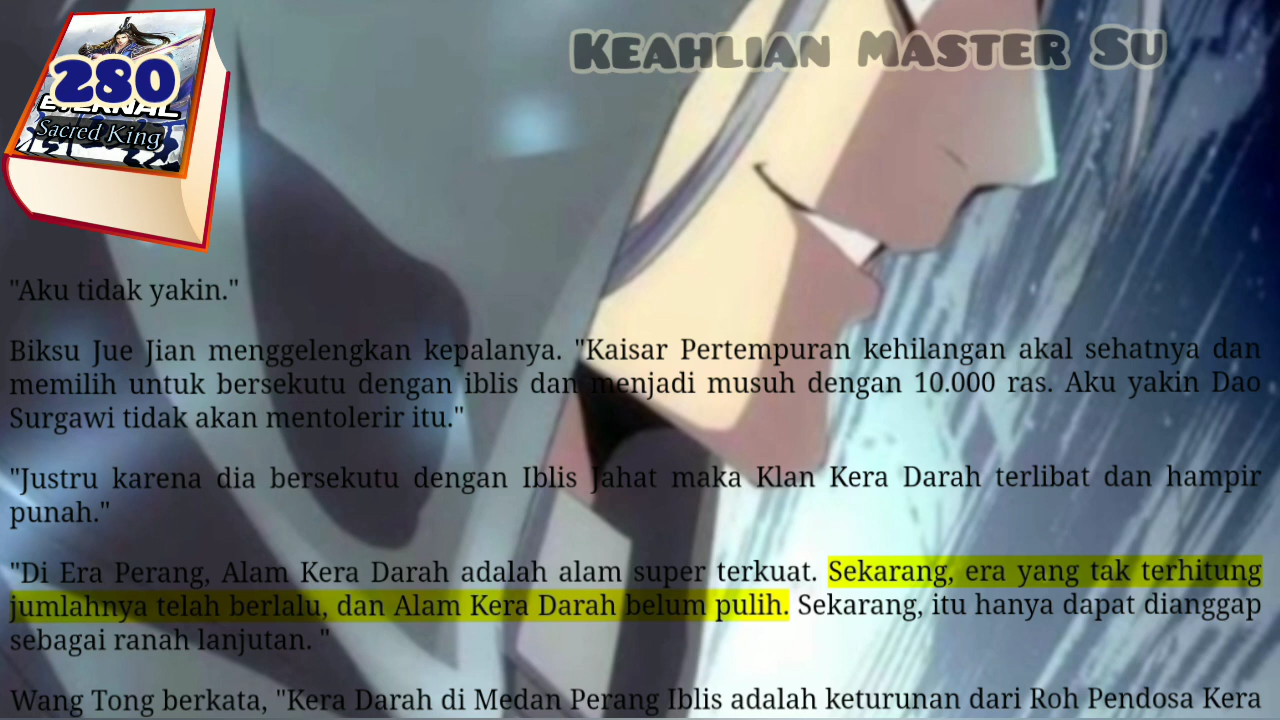 Keahlian Master Su
280
ETERNAL
Sacred King
"Aku tidak yakin."
Biksu Jue Jian menggelengkan kepalanya. "Kaisar Pertempuran kehilangan akal sehatnya dan
memilih untuk bersekutu dengan iblis dan menjadi musuh dengan 10.000 ras. Aku yakin Dao
Surgawi tidak akan mentolerir itu."
"Justru karena dia bersekutu dengan Iblis Jahat maka Klan Kera Darah terlibat dan hampir
punah."
"Di Era Perang, Alam Kera Darah adalah alam super terkuat. Sekarang, era yang tak terhitung
jumlahnya telah berlalu, dan Alam Kera Darah belum pulih. Sekarang, itu hanya dapat dianggap
sebagai ranah lanjutan. "
Wang Tong berkata, "Kera Darah di Medan Perang Iblis adalah keturunan dari Roh Pendosa Kera